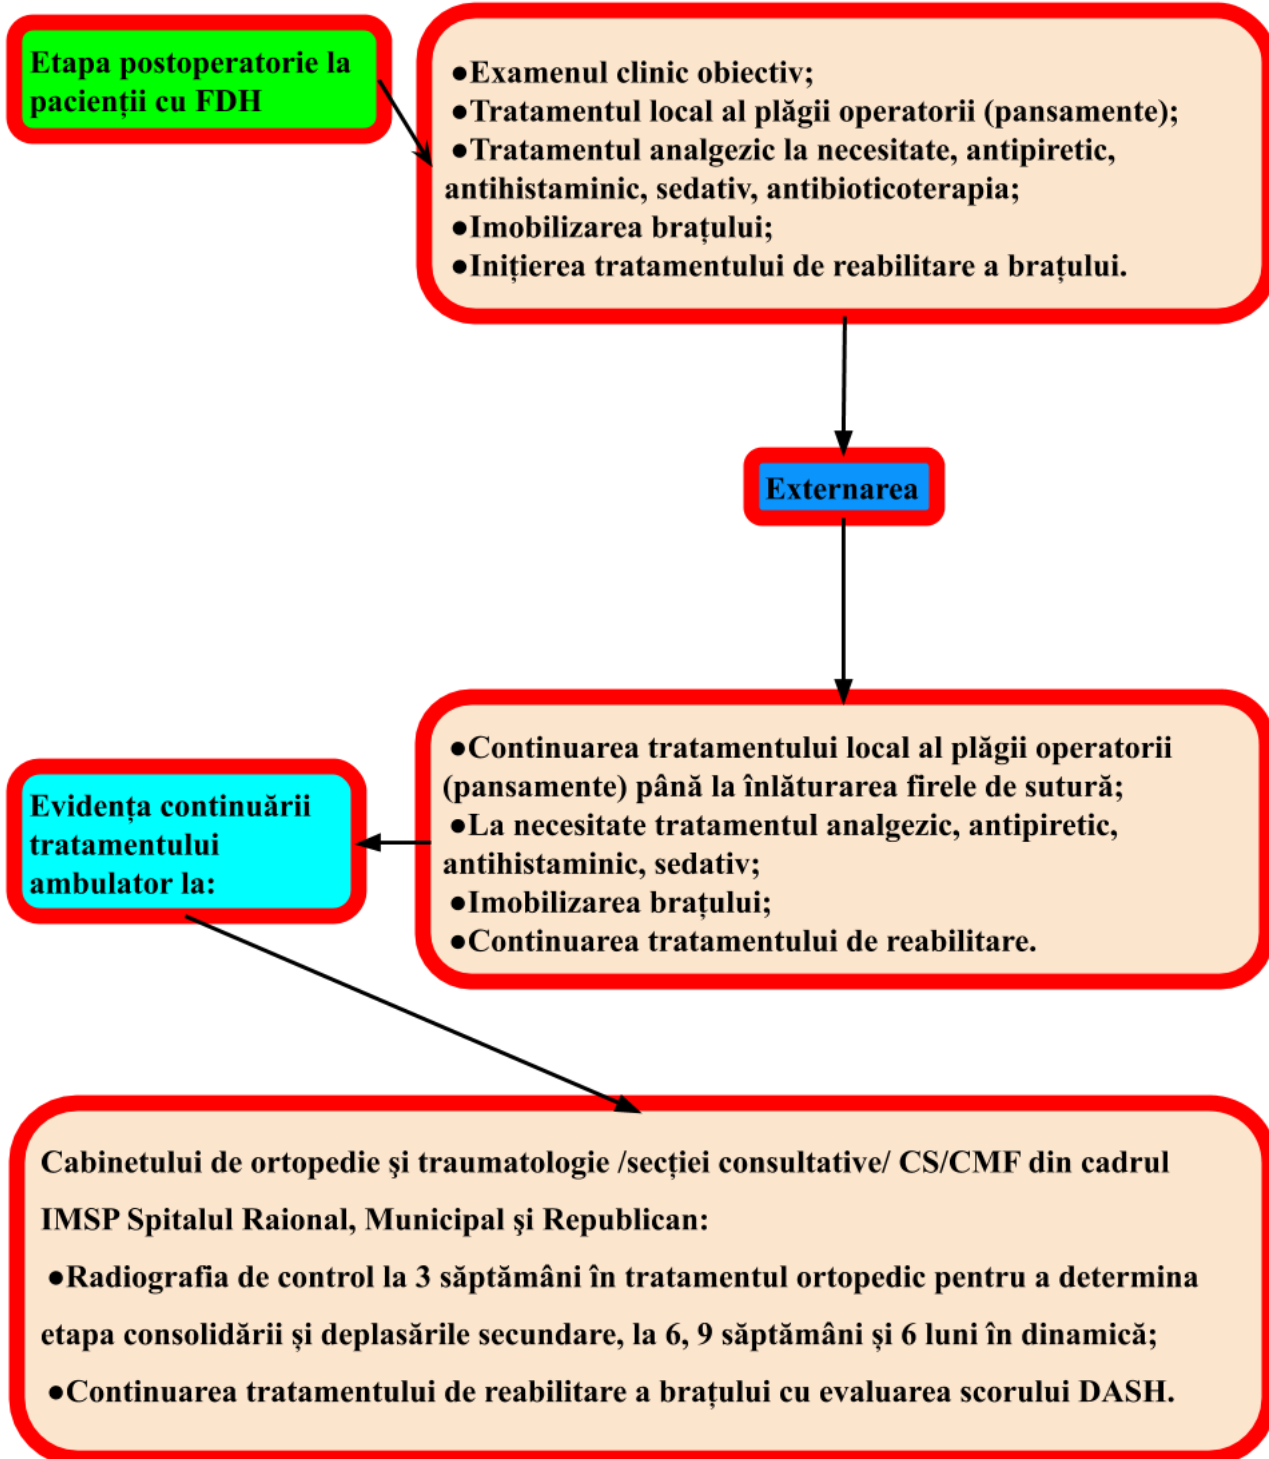 Etapa postoperatorie la
pacienții cu FDH
●Examenul clinic obiectiv;
●Tratamentul local al plăgii operatorii (pansamente);
●Tratamentul analgezic la necesitate, antipiretic,
antihistaminic, sedativ, antibioticoterapia;
●Imobilizarea brațului;
●Inițierea tratamentului de reabilitare a brațului.
Externarea
●Continuarea tratamentului local al plăgii operatorii
(pansamente) până la înlăturarea firele de sutură;
●La necesitate tratamentul analgezic, antipiretic,
antihistaminic, sedativ;
●Imobilizarea brațului;
●Continuarea tratamentului de reabilitare.
Evidența continuării
tratamentului
ambulator la:
Cabinetului de ortopedie şi traumatologie /secției consultative/ CS/CMF din cadrul
IMSP Spitalul Raional, Municipal şi Republican:
●Radiografia de control la 3 săptămâni în tratamentul ortopedic pentru a determina
etapa consolidării și deplasările secundare, la 6, 9 săptămâni și 6 luni în dinamică;
●Continuarea tratamentului de reabilitare a brațului cu evaluarea scorului DASH.